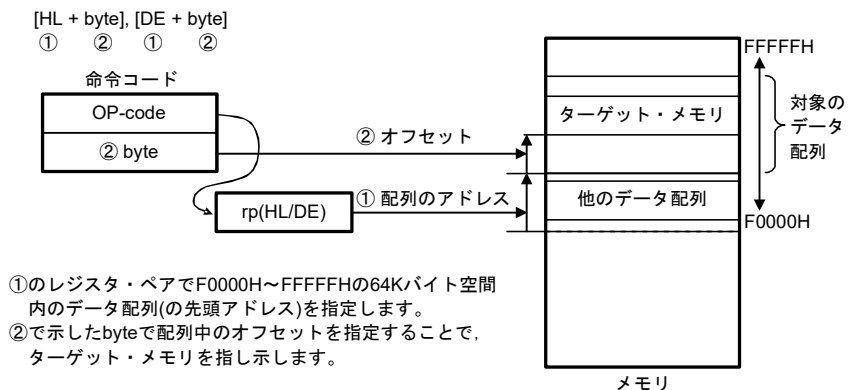 [HL + byte], [DE + byte]
① ② ① ②
命令コード
OP-code
② byte
② オフセット
rp(HL/DE)
① 配列のアドレス
FFFFFH
ターゲット・メモリ
対象の
データ
配列
他のデータ配列
F0000H
メモリ
①のレジスタ・ペアでF0000H～FFFFFHの64Kバイト空間
内のデータ配列(の先頭アドレス)を指定します。
②で示したbyteで配列中のオフセットを指定することで,
ターゲット・メモリを指し示します。